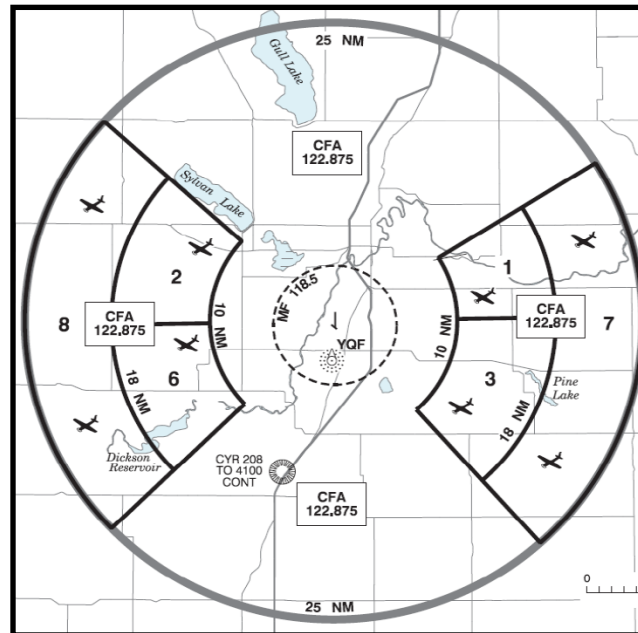 25 NM
Gull Lake
CFA
122.875
Sylvan Lake
2
1
MF 118.5
8
CFA
122.875
10 NM
YQF
10 NM
CFA
122.875
7
6
3
18 NM
Pine
Lake
18 NM
Dickson
Reservoir
CYR 208
TO 4100
CONT
CFA
122.875
0
25 NM